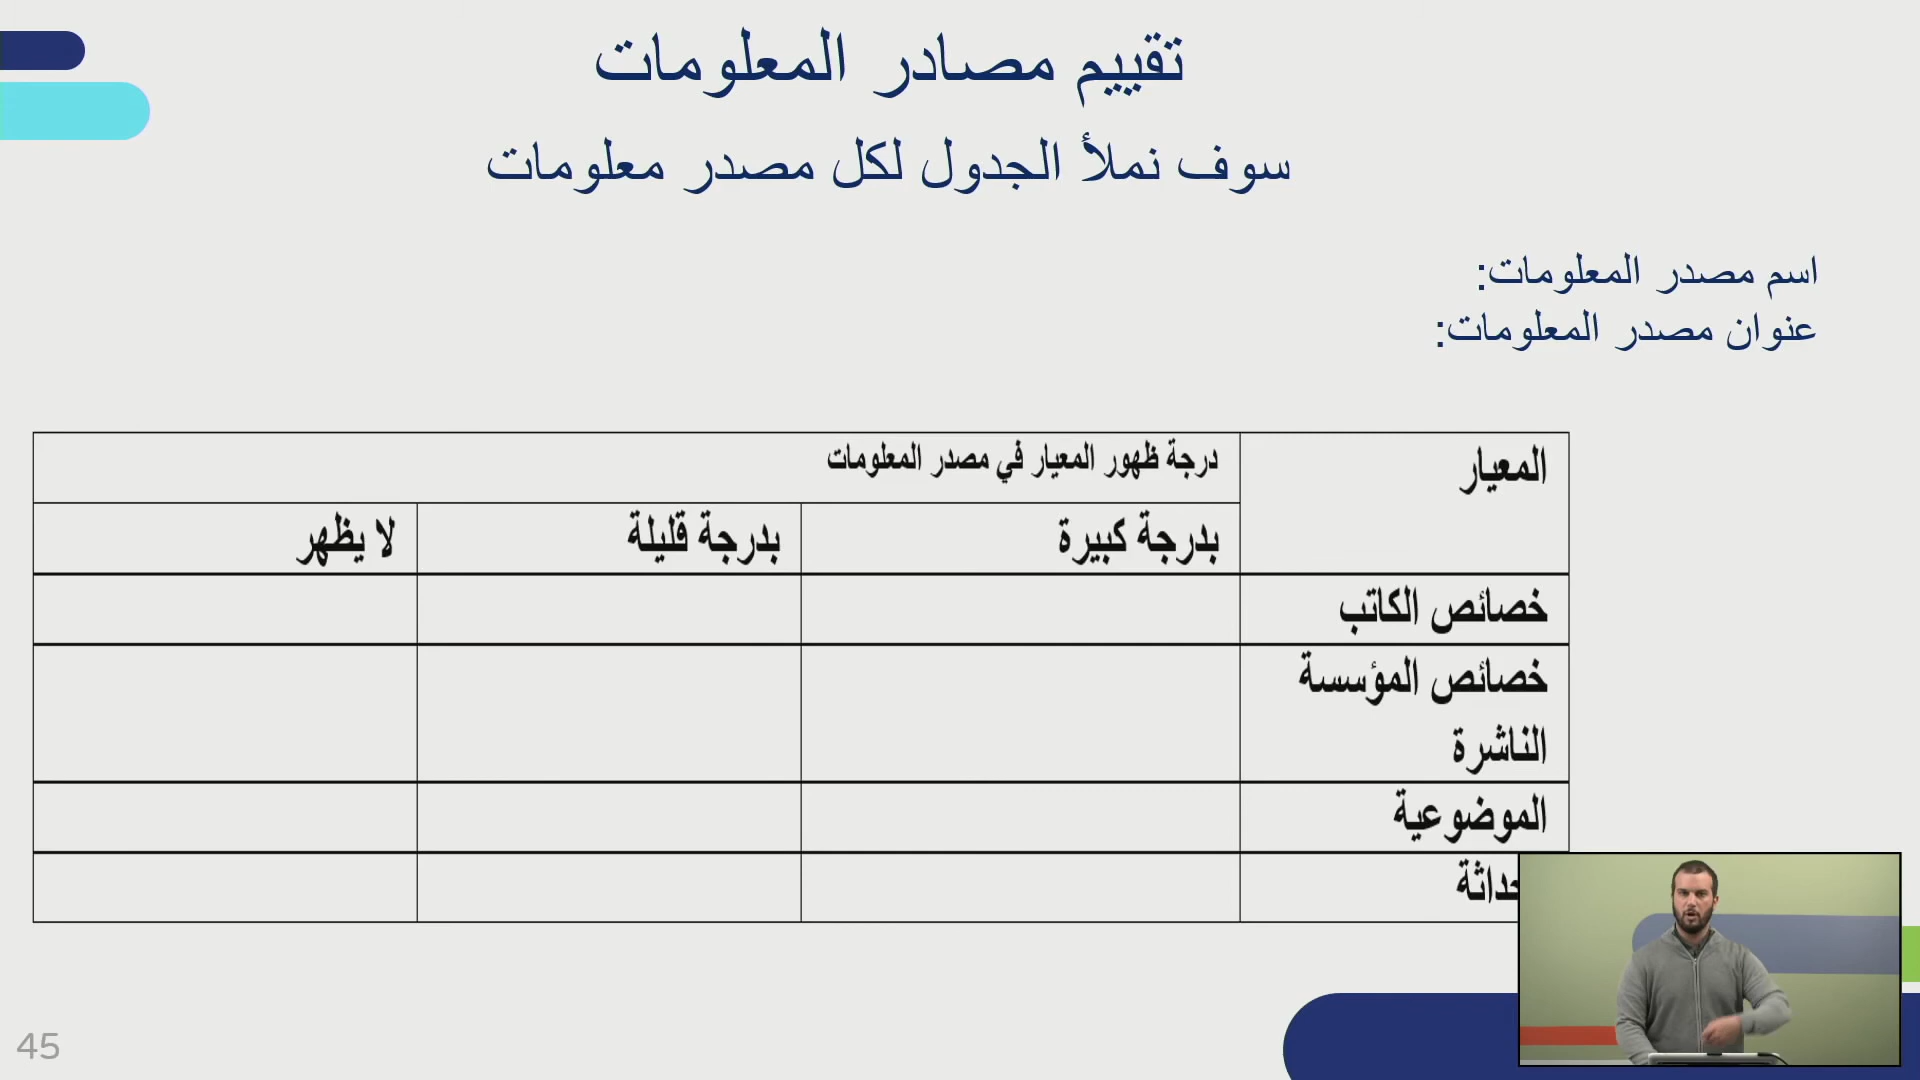 تقييم مصادر المعلومات
سوف نملأ الجدول لكل مصدر معلومات
اسم مصدر المعلومات:
عنوان مصدر المعلومات:
المعيار
درجة ظهور المعيار في مصدر المعلومات
بدرجة كبيرة
بدرجة قليلة
لا يظهر
خصائص الكاتب
خصائص المؤسسة
الناشرة
الموضوعية
45